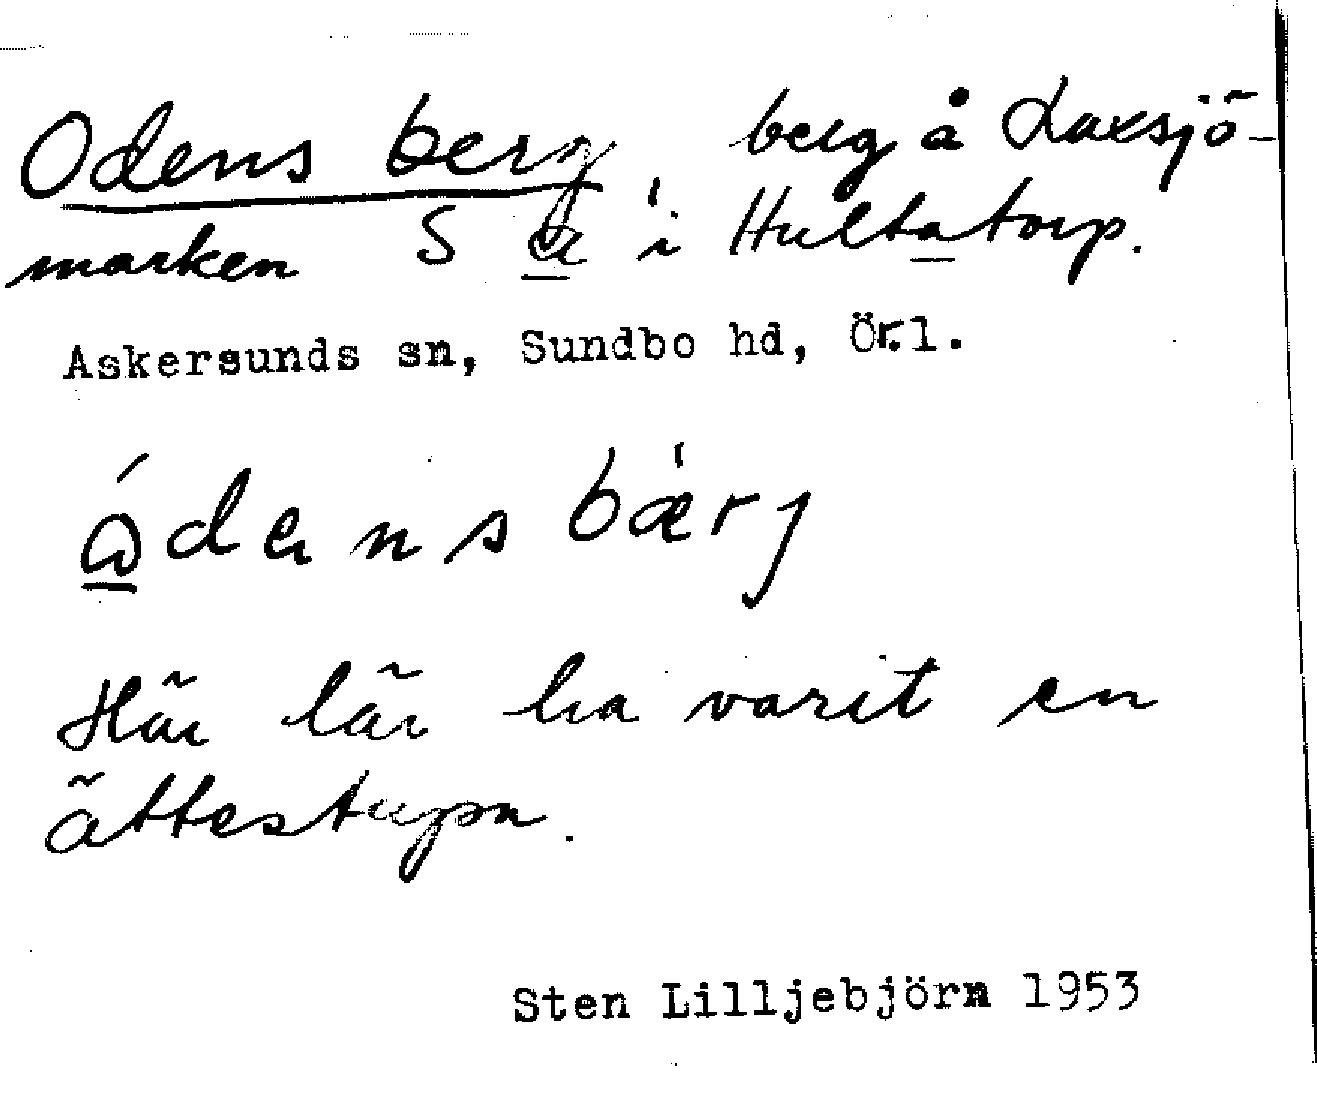 Odens berg, berg å Laxsjö-
marken S a i Hultatorp.
Askersunds sn, Sundbo hd, Ör.l.
ɷ́dɘnsbær̀j
Här lär ha varit en
ättestupa.
Sten Lilljebjörn 1953